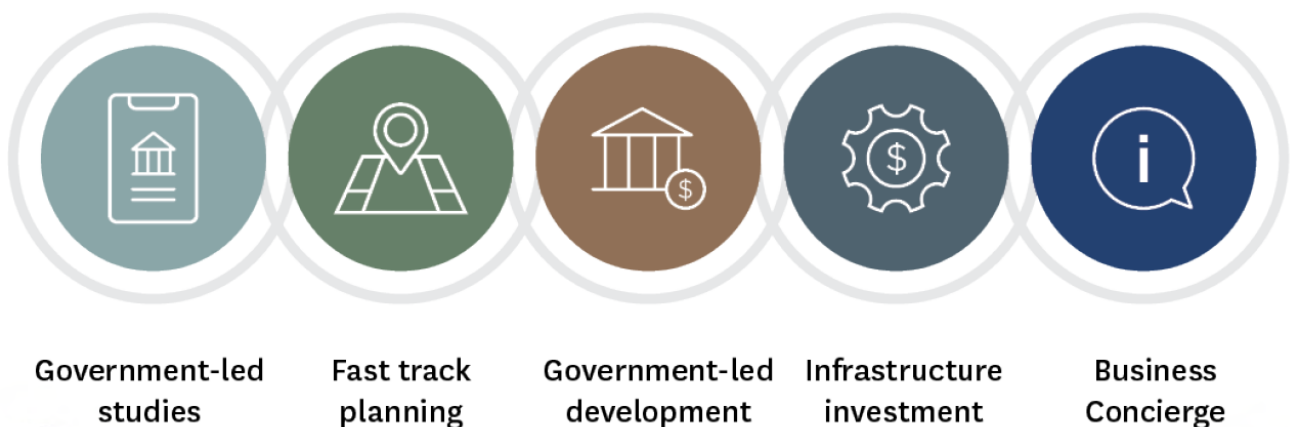 $
$
i
Government-led
studies
Fast track
planning
Government-led
development
Infrastructure
investment
Business
Concierge